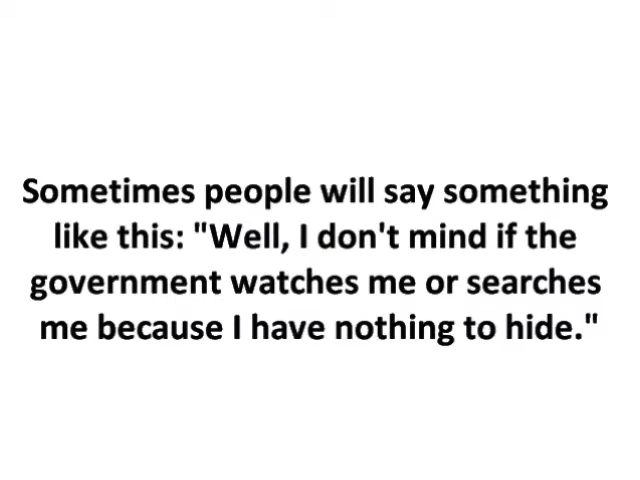 Sometimes people will say something
like this: "Well, I don't mind if the
government watches me or searches
me because I have nothing to hide."